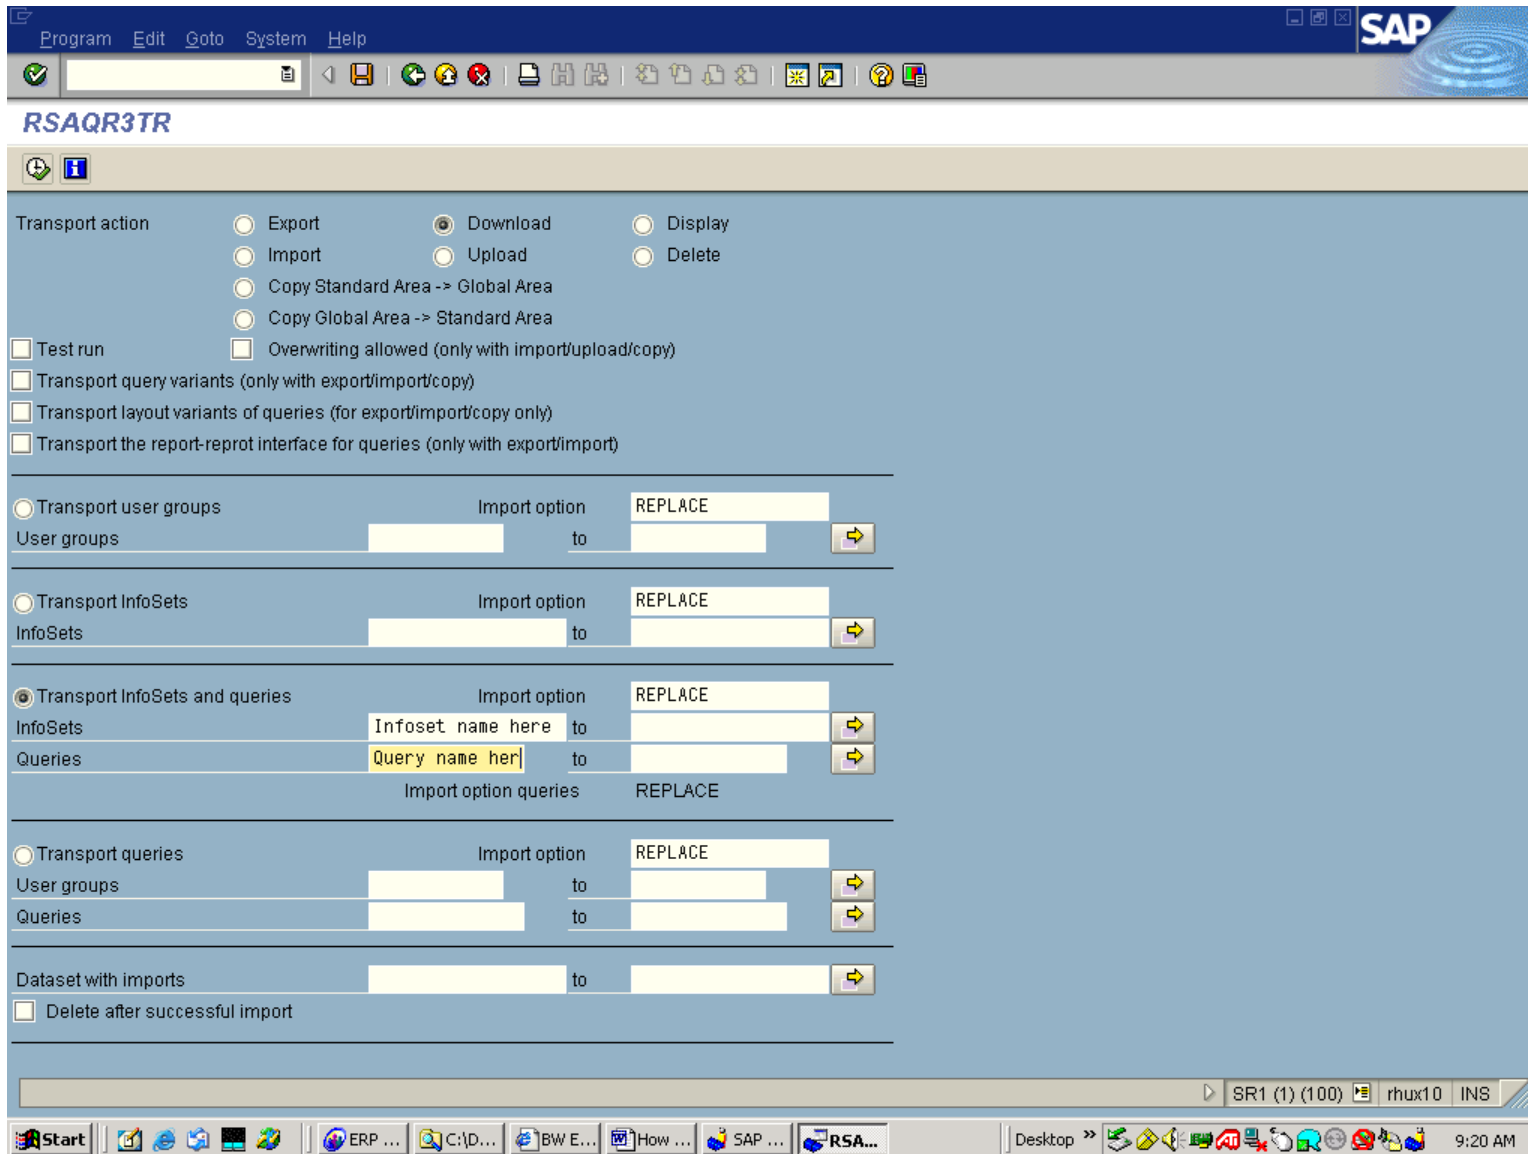 Program Edit Goto System Help
SAP
RSAQR3TR
Transport action Export Download Display
Import Upload Delete
Copy Standard Area -> Global Area
Copy Global Area -> Standard Area
Test run Overwriting allowed (only with import/upload/copy)
Transport query variants (only with export/import/copy)
Transport layout variants of queries (for export/import/copy only)
Transport the report-reprot interface for queries (only with export/import)
Transport user groups Import option REPLACE
User groups to
Transport InfoSets Import option REPLACE
InfoSets to
Transport InfoSets and queries Import option REPLACE
InfoSets Infoset name here to
Queries Query name her to
Import option queries REPLACE
Transport queries Import option REPLACE
User groups to
Queries to
Dataset with imports to
Delete after successful import
SR1 (1) (100) rhux10 INS
Start ERP ... C:\D... BW E... How ... SAP ... RSA... Desktop » 9:20 AM